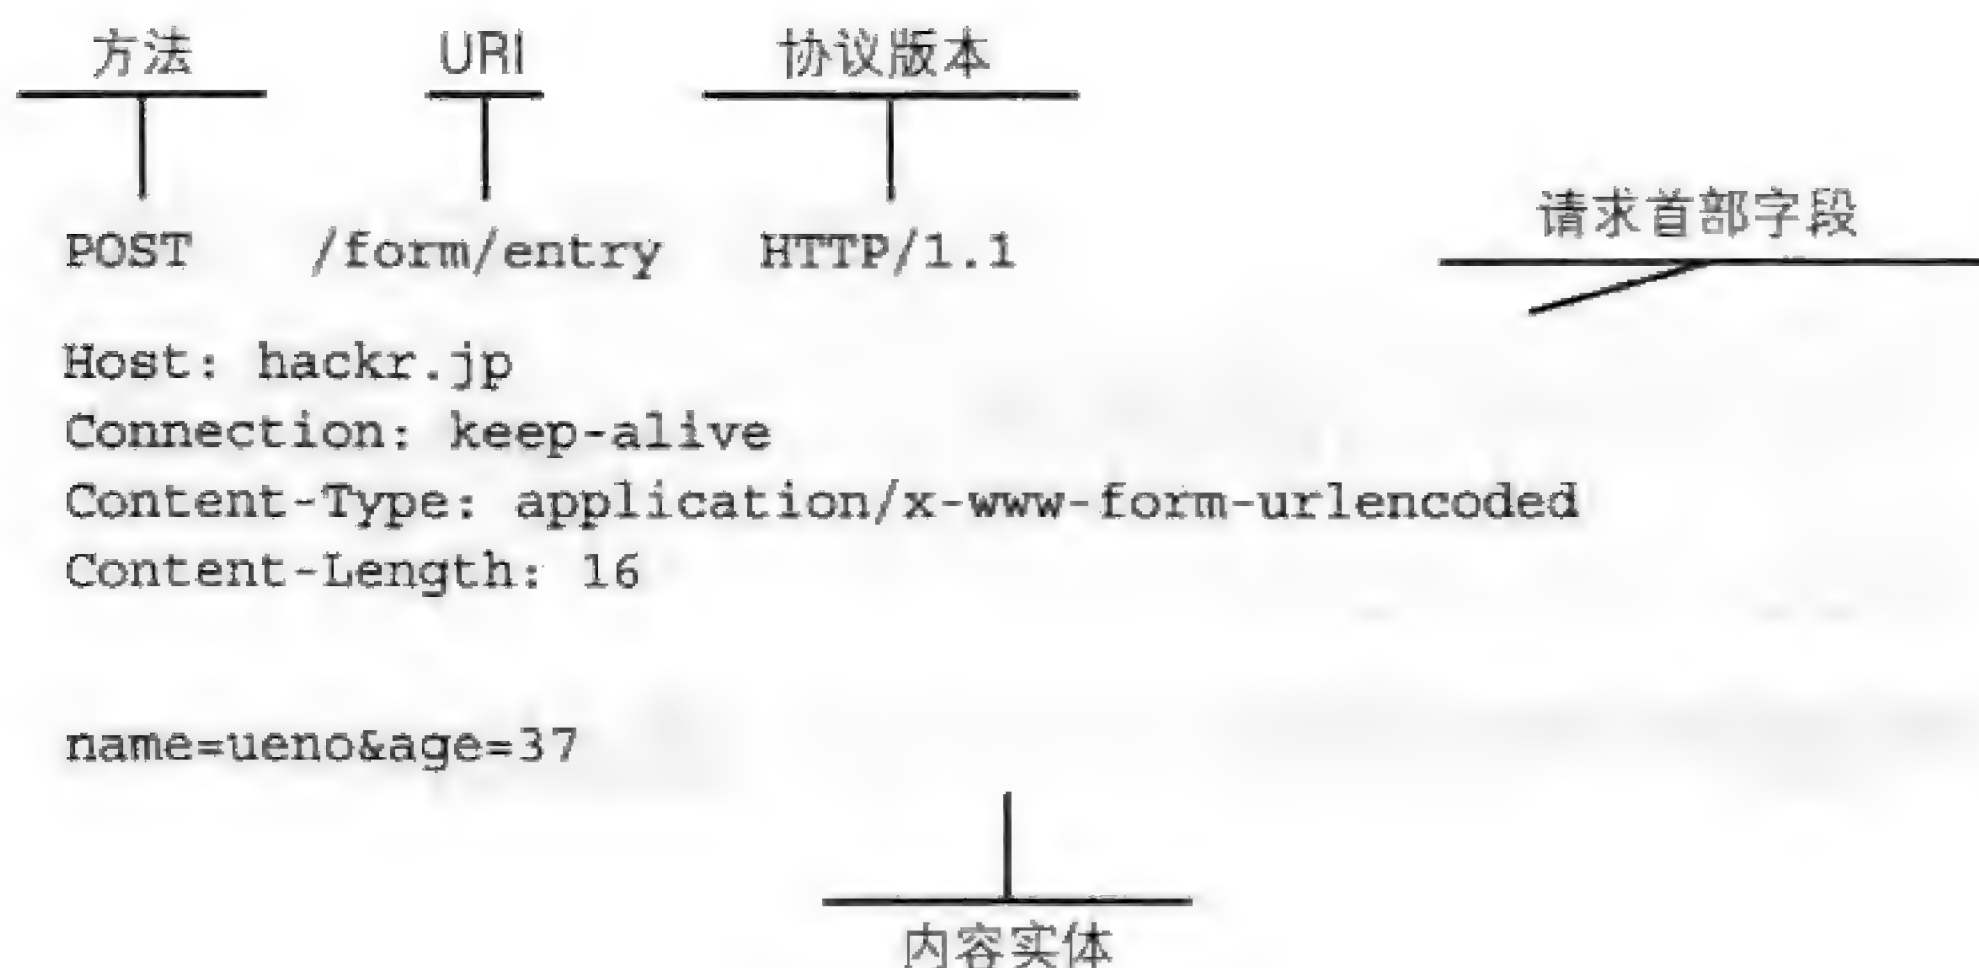 方法 URI 协议版本
请求首部字段
POST /form/entry HTTP/1.1
Host: hackr.jp
Connection: keep-alive
Content-Type: application/x-www-form-urlencoded
Content-Length: 16
name=ueno&age=37
内容实体